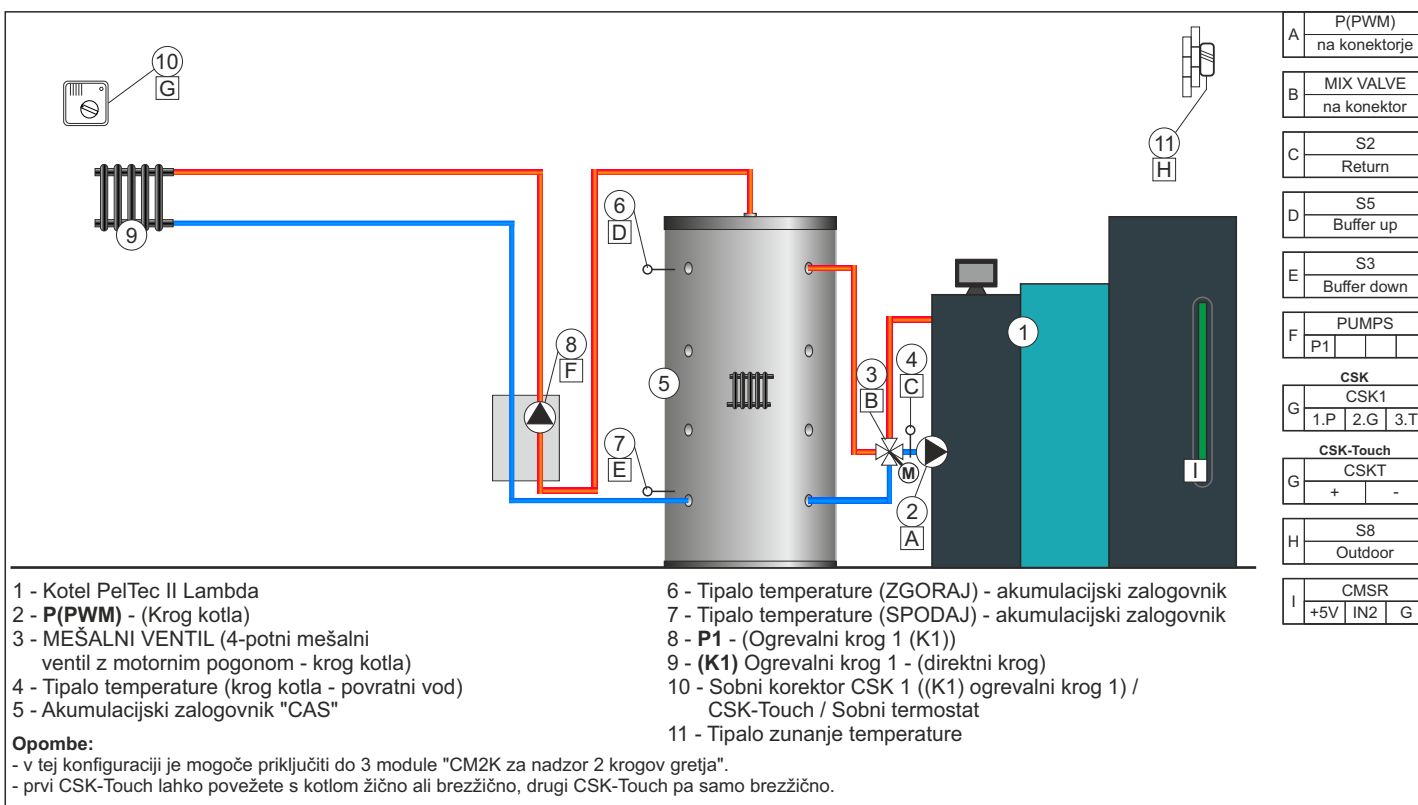 10
G
9
8
F
6
D
7
E
5
3
B
4
C
M
2
A
1
I
11
H
A
P(PWM)
na konektorje
B
MIX VALVE
na konektor
C
S2
Return
D
S5
Buffer up
E
S3
Buffer down
F
PUMPS
P1
CSK
G
CSK1
1.P 2.G 3.T
CSK-Touch
G
CSKT
+ -
H
S8
Outdoor
I
CMSR
+5V IN2 G
1 - Kotel PelTec II Lambda
2 - P(PWM) - (Krog kotla)
3 - MEŠALNI VENTIL (4-potni mešalni
ventil z motornim pogonom - krog kotla)
4 - Tipalo temperature (krog kotla - povratni vod)
5 - Akumulacijski zalogovnik "CAS"
6 - Tipalo temperature (ZGORAJ) - akumulacijski zalogovnik
7 - Tipalo temperature (SPODAJ) - akumulacijski zalogovnik
8 - P1 - (Ogrevalni krog 1 (K1))
9 - (K1) Ogrevalni krog 1 - (direktni krog)
10 - Sobni korektor CSK 1 ((K1) ogrevalni krog 1) /
CSK-Touch / Sobni termostat
11 - Tipalo zunanje temperature
Opombe:
- v tej konfiguraciji je mogoče priključiti do 3 module "CM2K za nadzor 2 krogov gretja".
- prvi CSK-Touch lahko povežete s kotlom žično ali brezžično, drugi CSK-Touch pa samo brezžično.